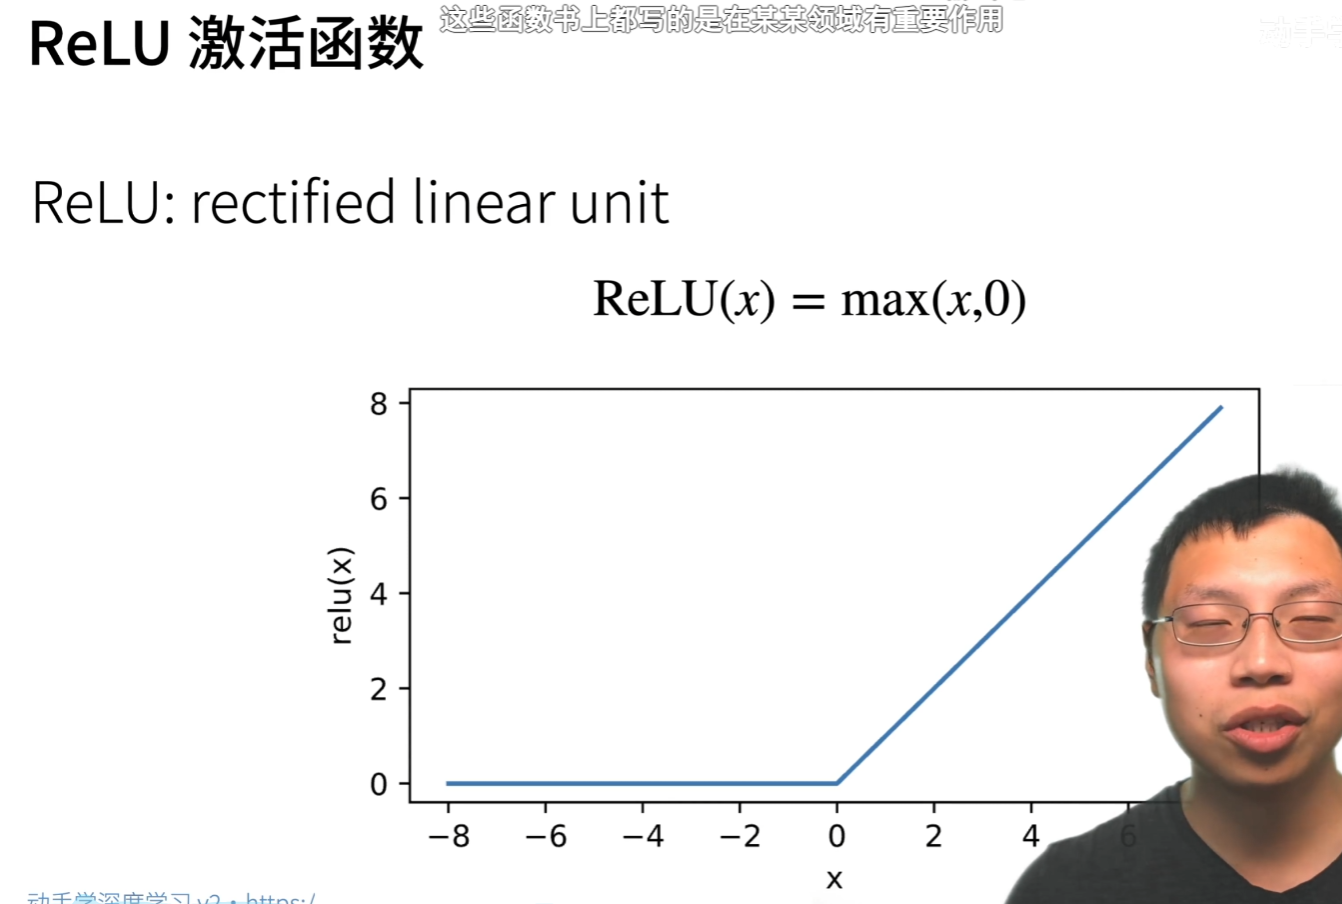 ReLU 激活函数
这些函数书上都写的是在某某领域有重要作用
动手学
ReLU: rectified linear unit
ReLU(x) = max(x,0)
8
6
4
2
0
relu(x)
−8 −6 −4 −2 0 2 4 6
x
动手学深度学习 v2 • https:/